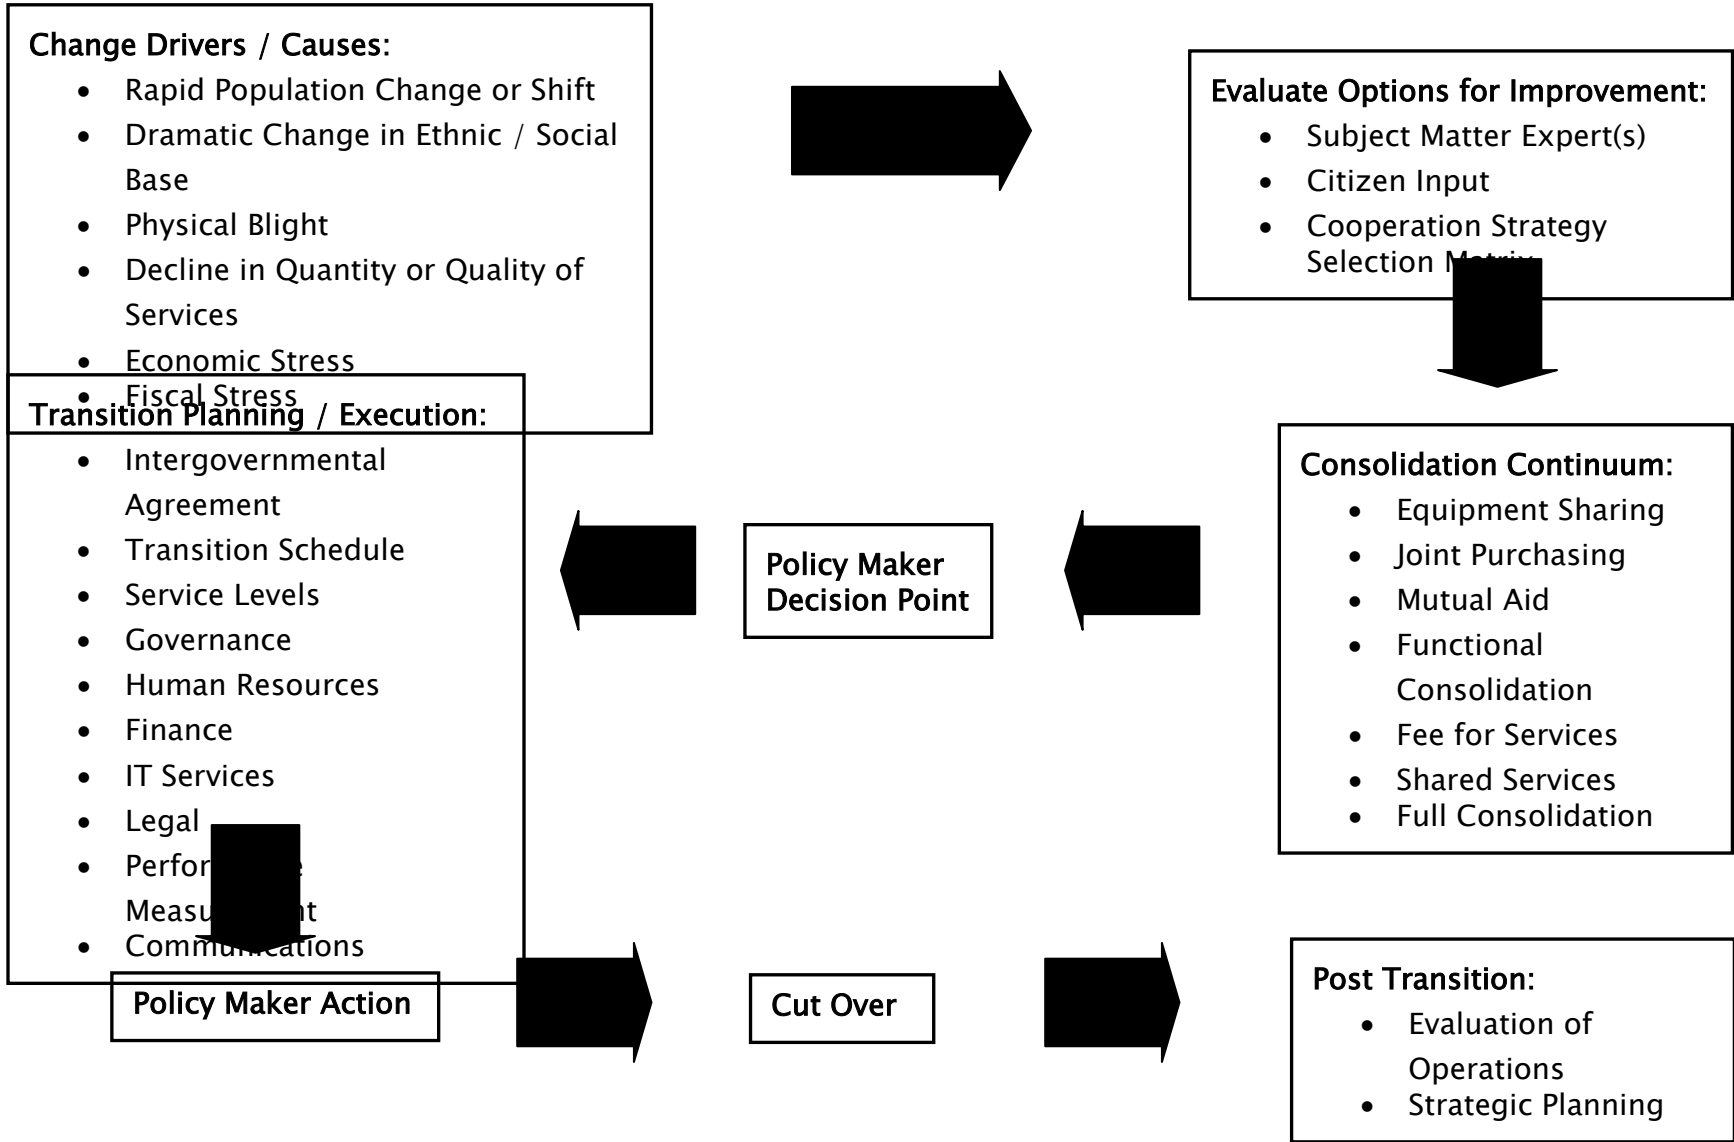 Change Drivers / Causes:
• Rapid Population Change or Shift
• Dramatic Change in Ethnic / Social
Base
• Physical Blight
• Decline in Quantity or Quality of
Services
• Economic Stress
• Fiscal Stress
Evaluate Options for Improvement:
• Subject Matter Expert(s)
• Citizen Input
• Cooperation Strategy
Selection Matrix
Consolidation Continuum:
• Equipment Sharing
• Joint Purchasing
• Mutual Aid
• Functional
Consolidation
• Fee for Services
• Shared Services
• Full Consolidation
Policy Maker
Decision Point
Transition Planning / Execution:
• Intergovernmental
Agreement
• Transition Schedule
• Service Levels
• Governance
• Human Resources
• Finance
• IT Services
• Legal
• Communications
Policy Maker Action
Cut Over
Post Transition:
• Evaluation of
Operations
• Strategic Planning